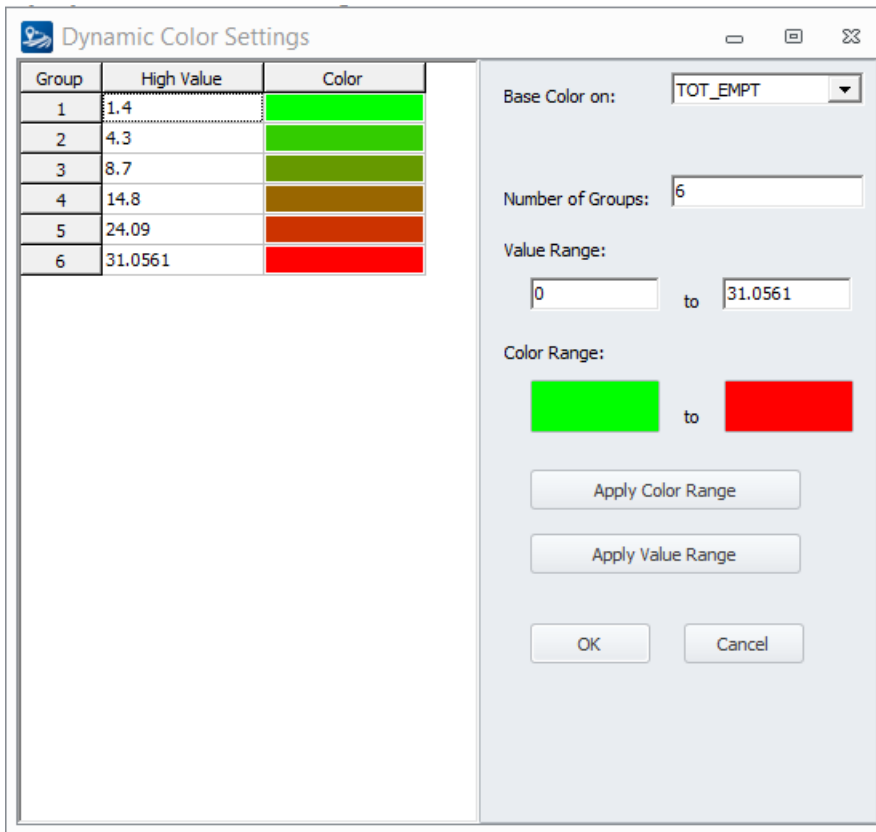 Dynamic Color Settings
Group High Value Color
1 1.4
2 4.3
3 8.7
4 14.8
5 24.09
6 31.0561
Base Color on: TOT_EMPT
Number of Groups: 6
Value Range:
0 to 31.0561
Color Range:
to
Apply Color Range
Apply Value Range
OK Cancel